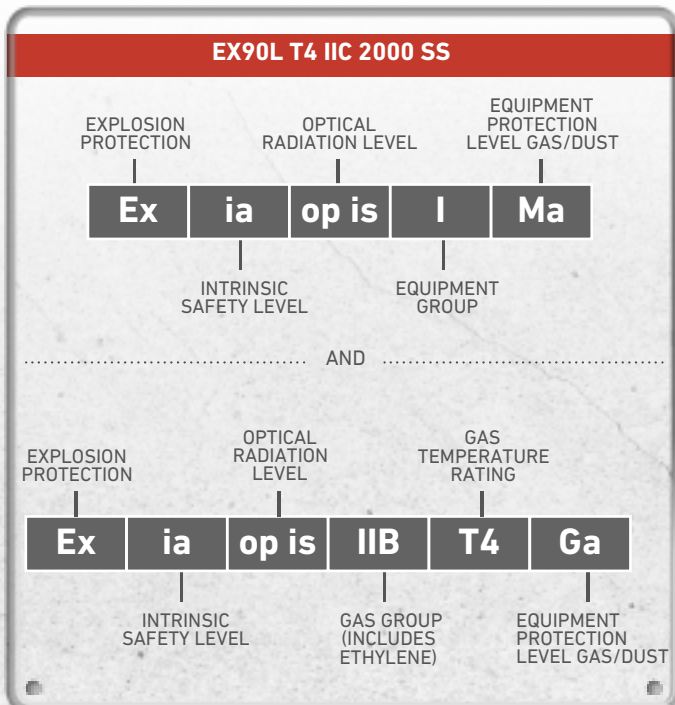 EX90L T4 IIC 2000 SS
EXPLOSION
PROTECTION
OPTICAL
RADIATION LEVEL
EQUIPMENT
PROTECTION
LEVEL GAS/DUST
Ex ia op is I Ma
INTRINSIC
SAFETY LEVEL
EQUIPMENT
GROUP
AND
EXPLOSION
PROTECTION
OPTICAL
RADIATION
LEVEL
GAS
TEMPERATURE
RATING
Ex ia op is IIB T4 Ga
INTRINSIC
SAFETY LEVEL
GAS GROUP
(INCLUDES
ETHYLENE)
EQUIPMENT
PROTECTION
LEVEL GAS/DUST